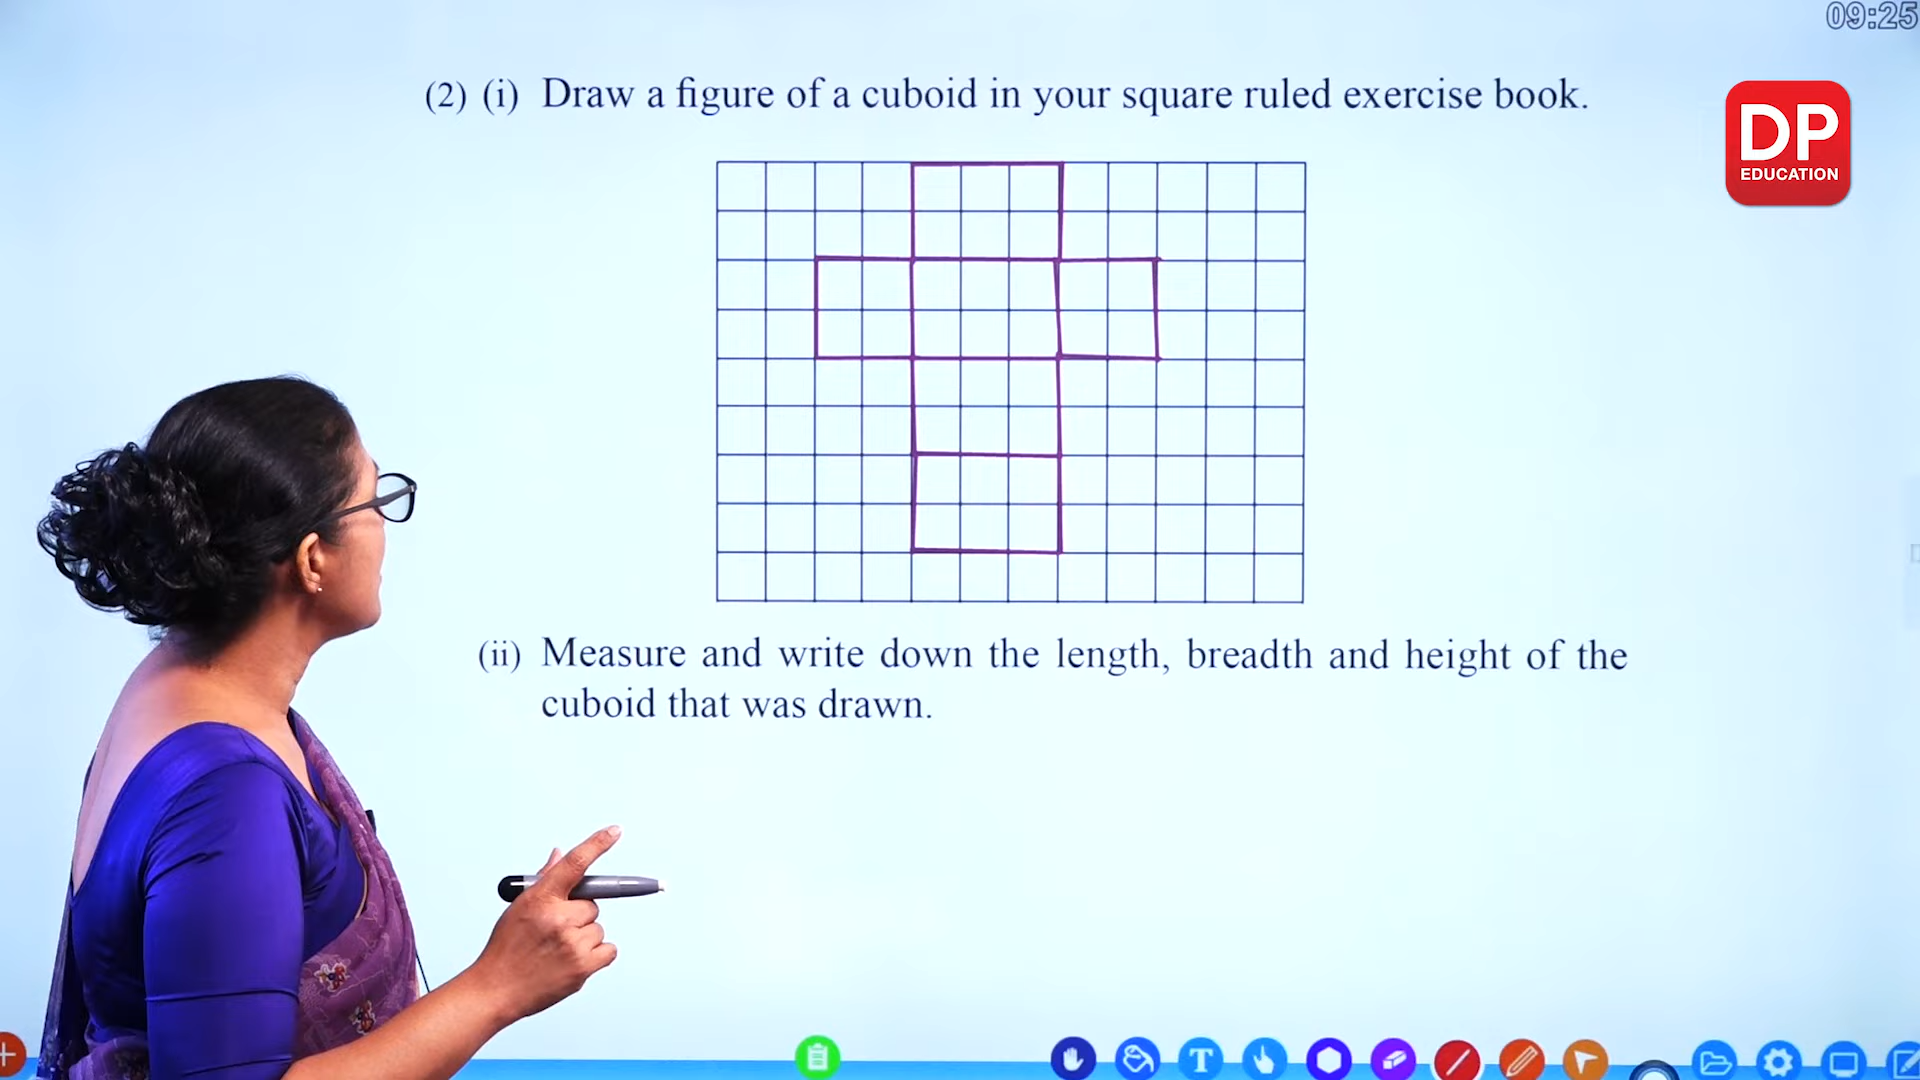 09:25
(2) (i) Draw a figure of a cuboid in your square ruled exercise book.
DP
EDUCATION
(ii) Measure and write down the length, breadth and height of the
cuboid that was drawn.
T